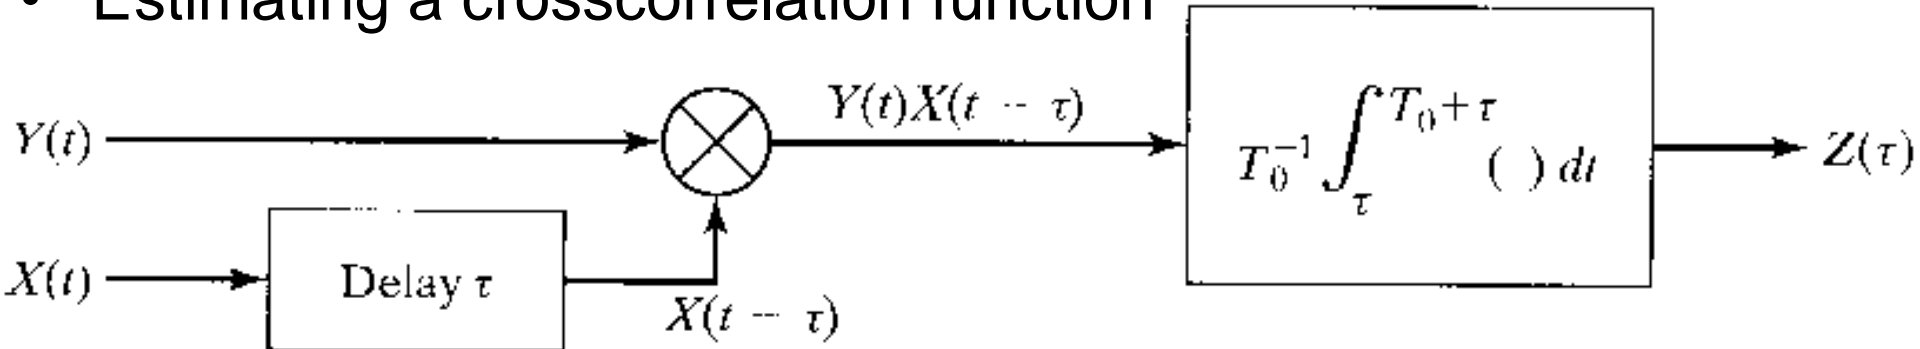 • Estimating a crosscorrelation function
Y(t)
Y(t)X(t - τ)
T₀⁻¹ ∫_τ^{T₀+τ} ( ) dt
Z(τ)
X(t)
Delay τ
X(t - τ)